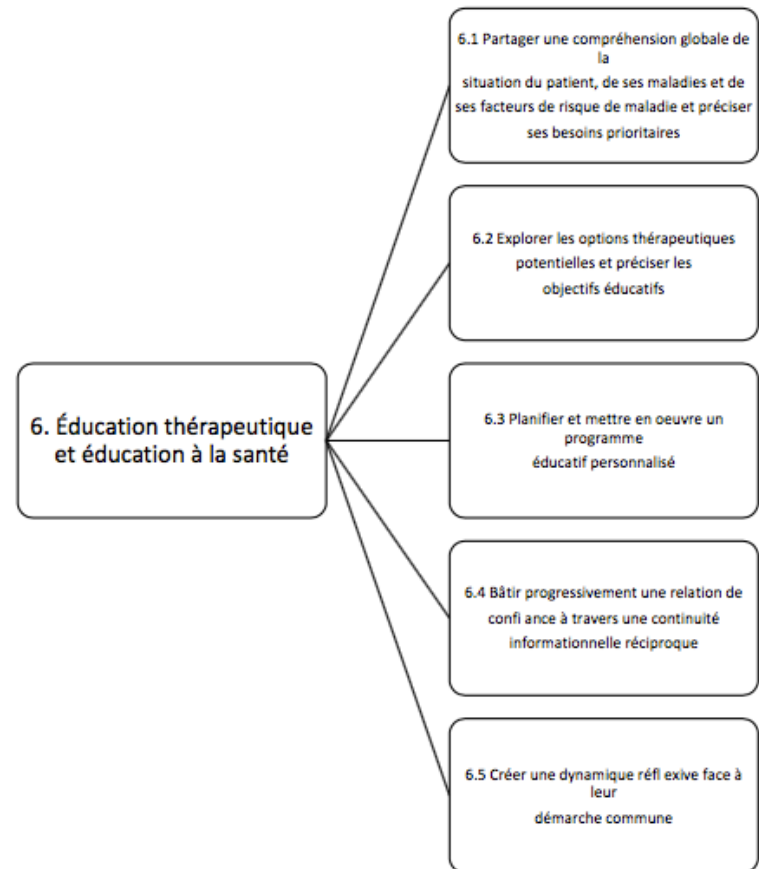 6.1 Partager une compréhension globale de
la
situation du patient, de ses maladies et de
ses facteurs de risque de maladie et préciser
ses besoins prioritaires
6.2 Explorer les options thérapeutiques
potentielles et préciser les
objectifs éducatifs
6. Éducation thérapeutique
et éducation à la santé
6.3 Planifier et mettre en oeuvre un
programme
éducatif personnalisé
6.4 Bâtir progressivement une relation de
confi ance à travers une continuité
informationnelle réciproque
6.5 Créer une dynamique réfl exive face à
leur
démarche commune